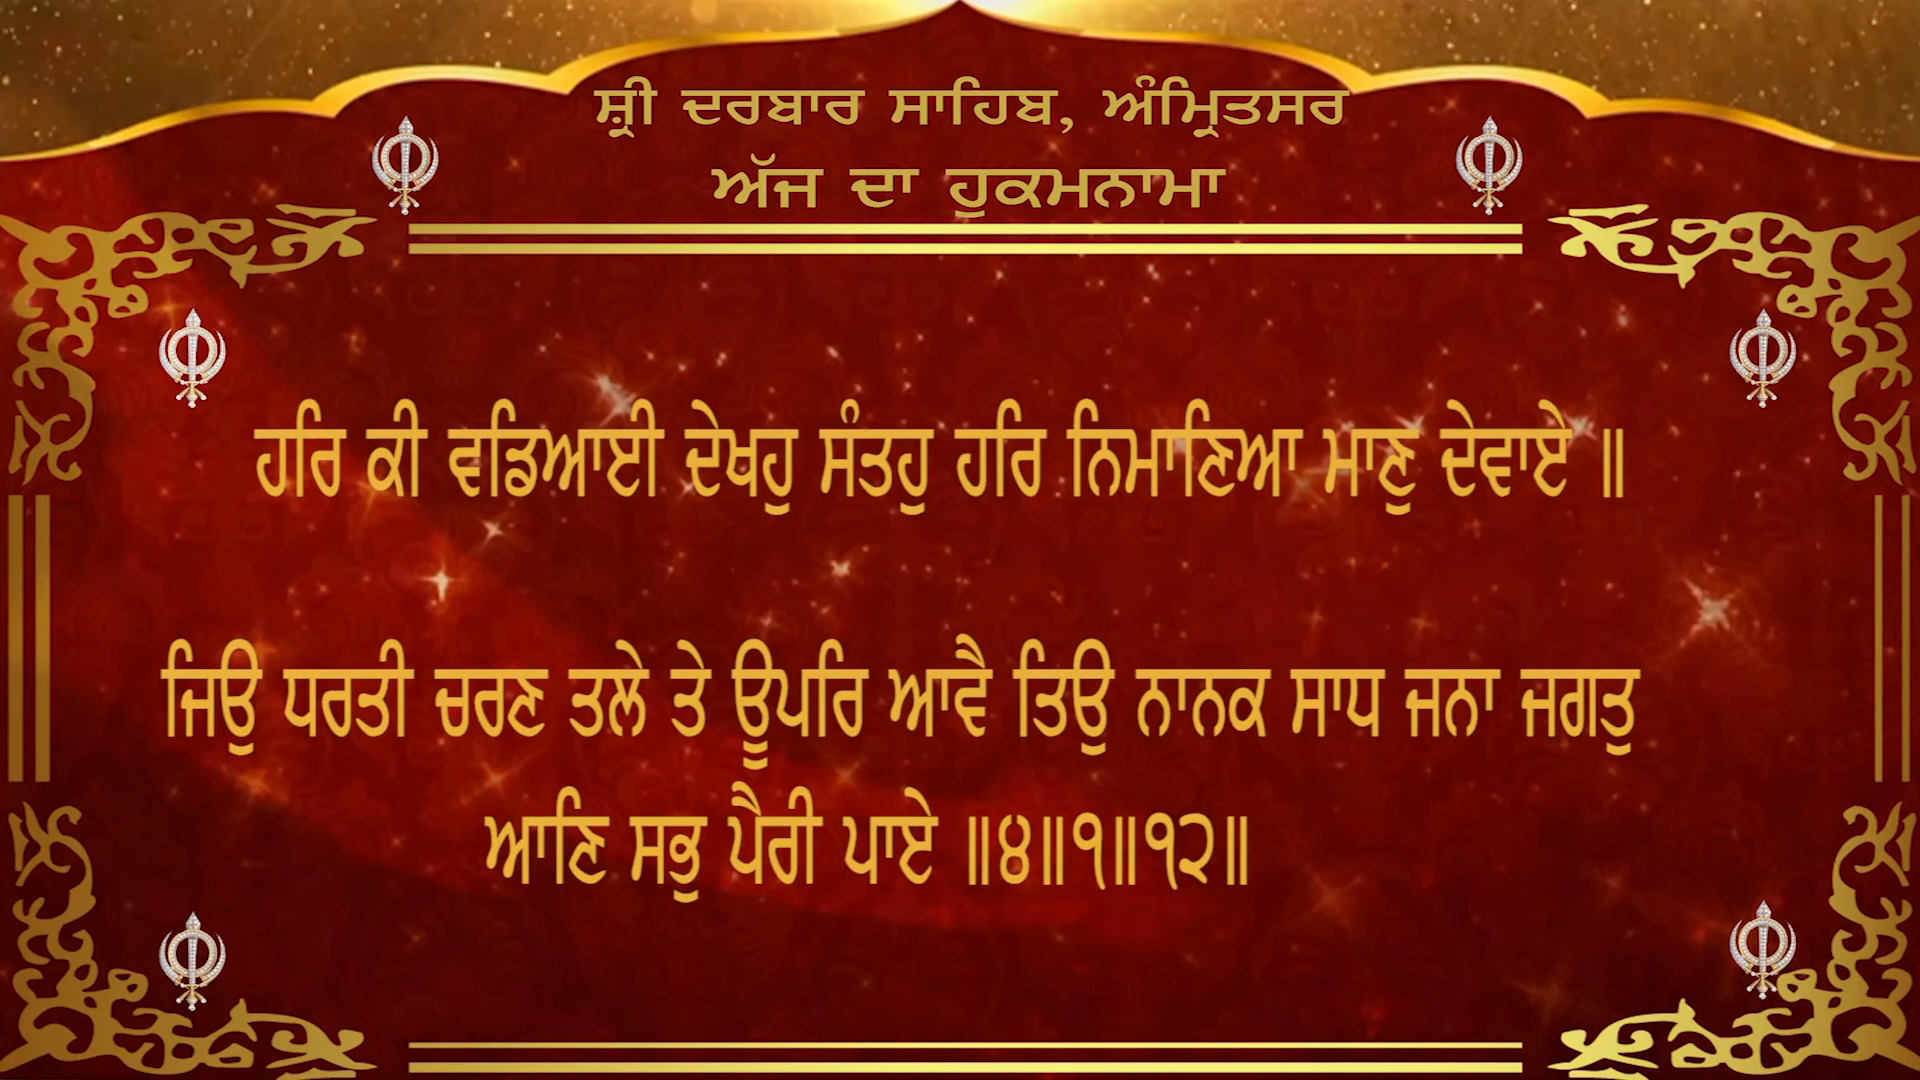 ਸ਼੍ਰੀ ਦਰਬਾਰ ਸਾਹਿਬ, ਅੰਮ੍ਰਿਤਸਰ
ਅੱਜ ਦਾ ਹੁਕਮਨਾਮਾ
ਹਰਿ ਕੀ ਵਡਿਆਈ ਦੇਖਹੁ ਸੰਤਹੁ ਹਰਿ ਨਿਮਾਣਿਆ ਮਾਣੁ ਦੇਵਾਏ ॥
ਜਿਉ ਧਰਤੀ ਚਰਣ ਤਲੇ ਤੇ ਊਪਰਿ ਆਵੈ ਤਿਉ ਨਾਨਕ ਸਾਧ ਜਨਾ ਜਗਤੁ
ਆਣਿ ਸਭੁ ਪੈਰੀ ਪਾਏ ॥੪॥੧॥੧੨॥